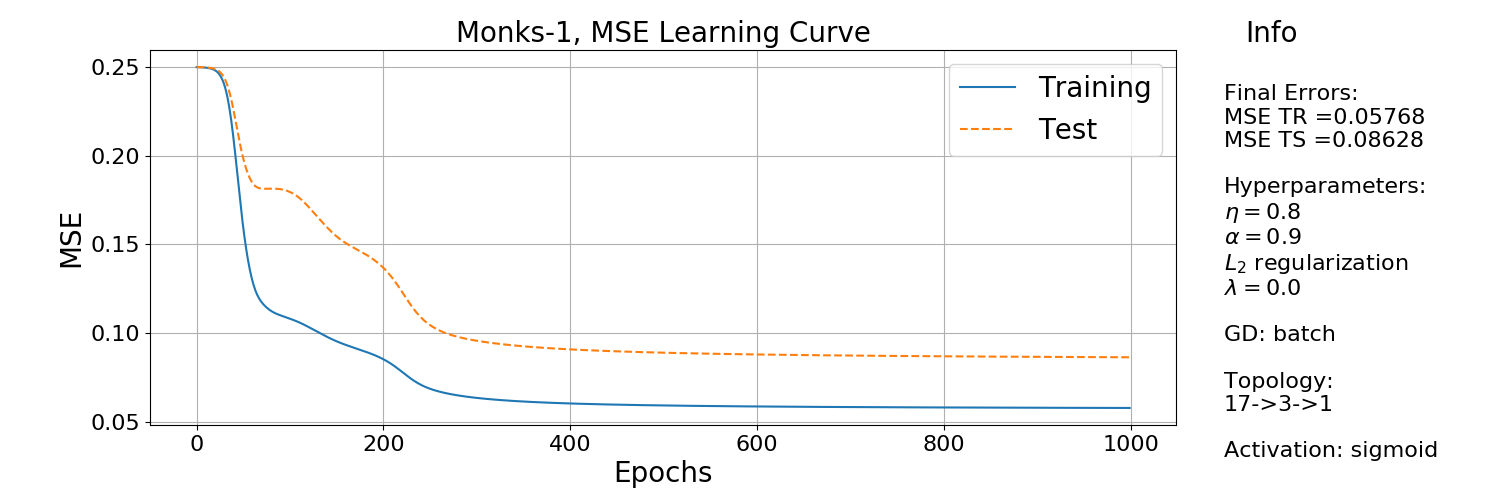 Monks-1, MSE Learning Curve
MSE
0.25
0.20
0.15
0.10
0.05
0
200
400
600
800
1000
Epochs
Training
Test
Info
Final Errors:
MSE TR =0.05768
MSE TS =0.08628
Hyperparameters:
η = 0.8
α = 0.9
L₂ regularization
λ = 0.0
GD: batch
Topology:
17->3->1
Activation: sigmoid